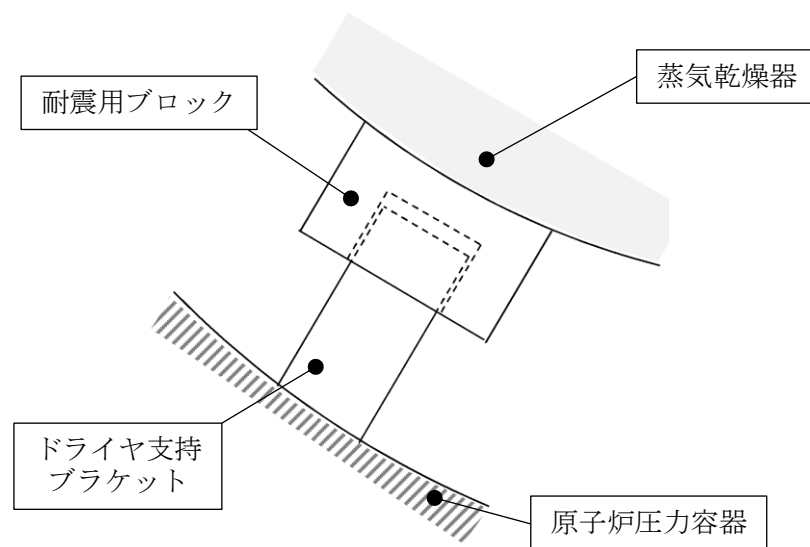 蒸気乾燥器
耐震用ブロック
ドライヤ支持
ブラケット
原子炉圧力容器